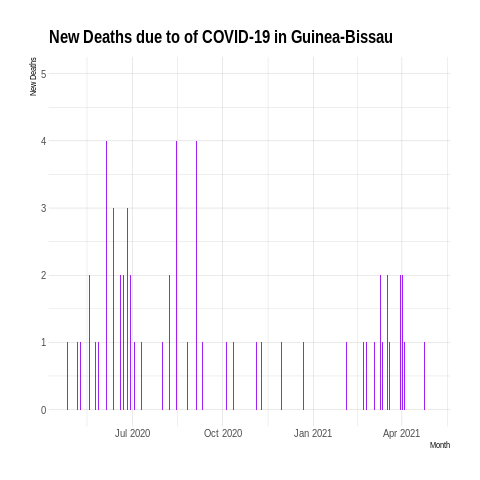 New Deaths due to of COVID-19 in Guinea-Bissau
New Deaths
5
4
3
2
1
0
Jul 2020
Oct 2020
Jan 2021
Apr 2021
Month